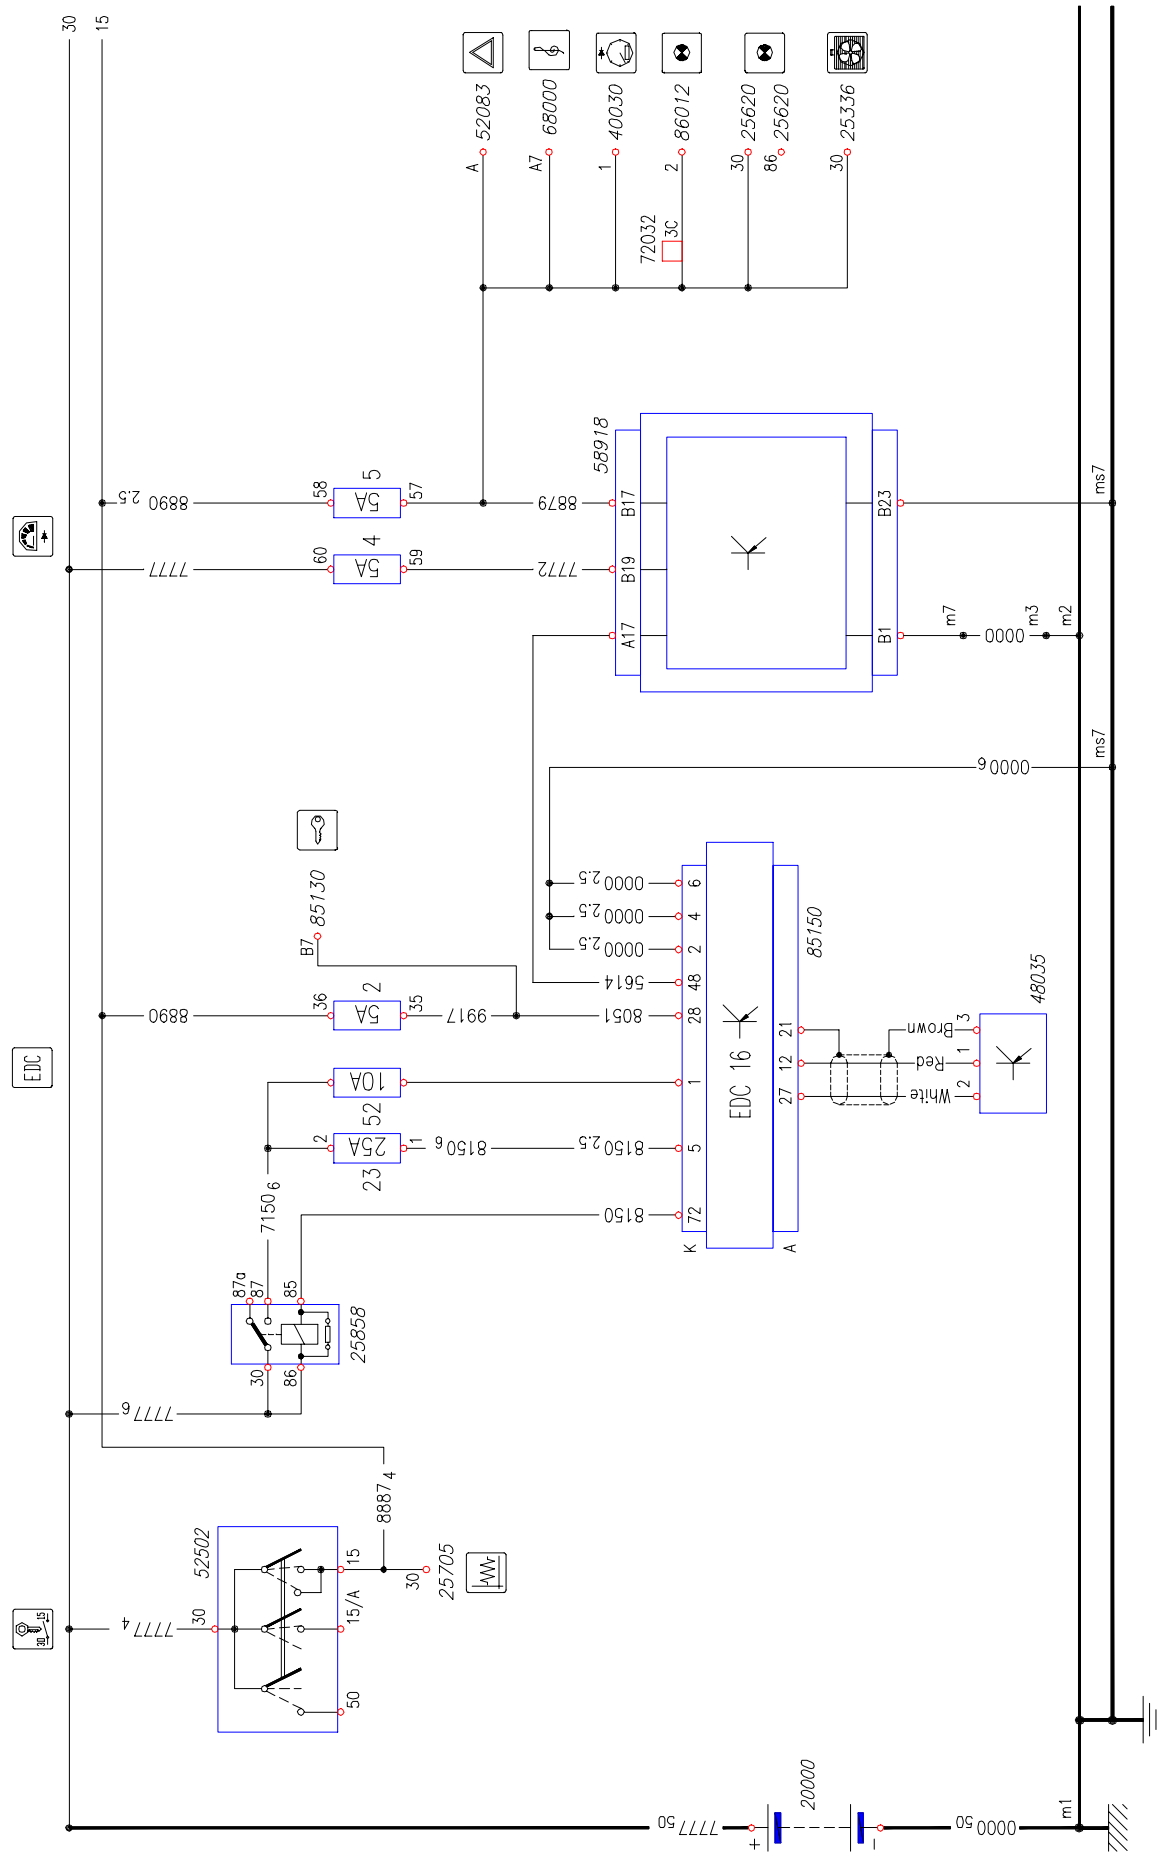 30 15
EDC
30
15
7777 4
7777 6
7777
8890 2.5
8890
52502
30
50
15/A
15
8887 4
30
25705
30
86
87a
87
85
25858
7150 6
23
2
25A
1
52
10A
36
5A
2
35
B7
85130
60
5A
4
59
58
5A
5
57
8150 6
9917
7772
8879
8150
8150 2.5
8051
5614
0000 2.5
0000 2.5
0000 2.5
K
72
5
1
28
48
2
4
6
EDC 16
A
27
12
21
85150
White
Red
Brown
2
1
3
48035
0000 6
ms7
58918
A17
B19
B17
B1
B23
m7
0000
m3
m2
ms7
A
52083
A7
68000
1
40030
72032
3C
2
86012
30
25620
86
25620
30
25336
7777 50
+
20000
−
0000 50
m1